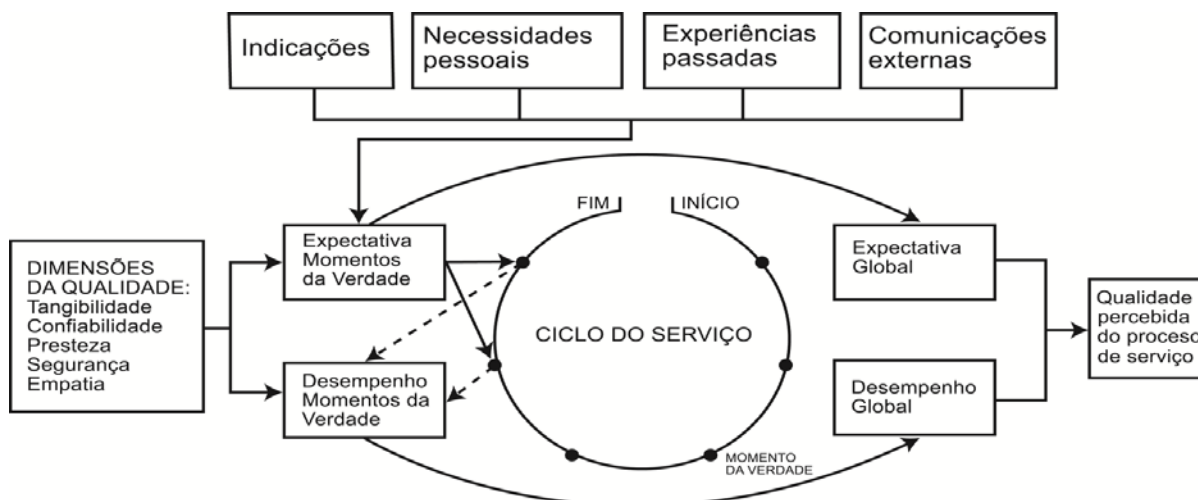 Indicações
Necessidades
pessoais
Experiências
passadas
Comunicações
externas
FIM
INÍCIO
DIMENSÕES
DA QUALIDADE:
Tangibilidade
Confiabilidade
Presteza
Segurança
Empatia
Expectativa
Momentos
da Verdade
Desempenho
Momentos da
Verdade
CICLO DO SERVIÇO
MOMENTO
DA VERDADE
Expectativa
Global
Desempenho
Global
Qualidade
percebida
do proceso
de serviço